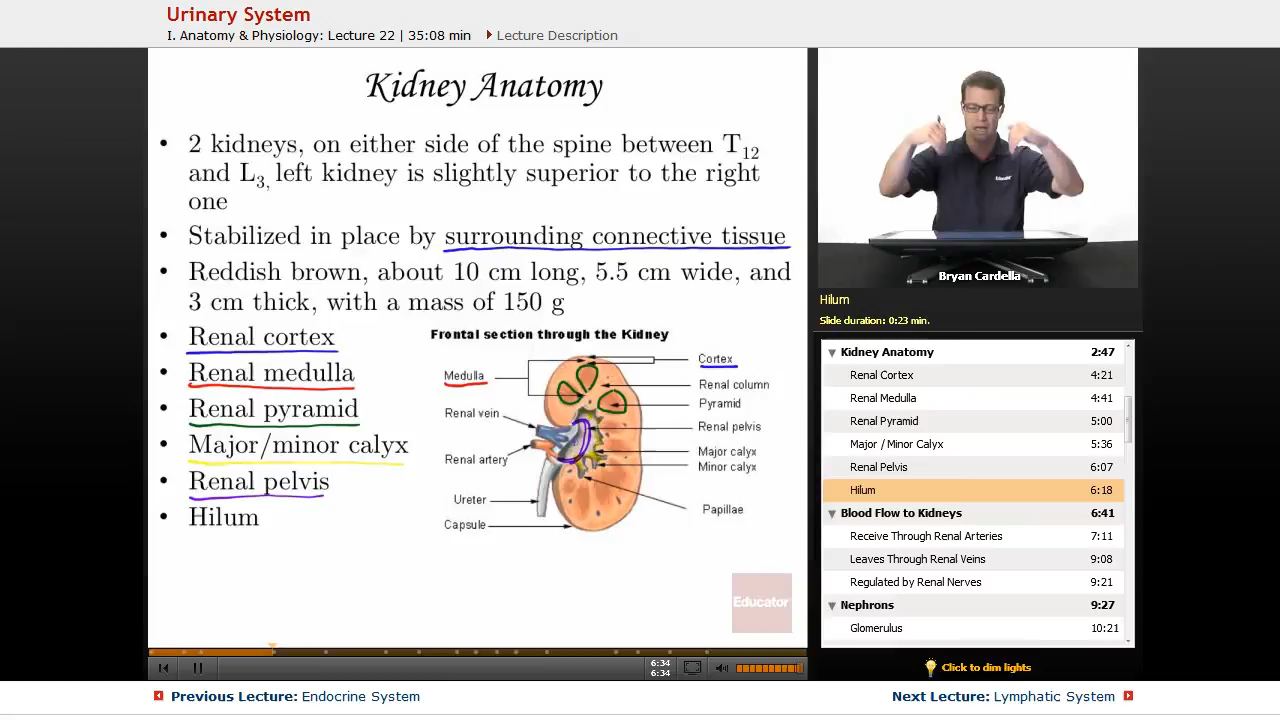 Urinary System
I. Anatomy & Physiology: Lecture 22 | 35:08 min
Lecture Description
Kidney Anatomy
• 2 kidneys, on either side of the spine between T12
and L3, left kidney is slightly superior to the right
one
• Stabilized in place by surrounding connective tissue
• Reddish brown, about 10 cm long, 5.5 cm wide, and
3 cm thick, with a mass of 150 g
• Renal cortex
• Renal medulla
• Renal pyramid
• Major/minor calyx
• Renal pelvis
• Hilum
Frontal section through the Kidney
Medulla
Renal vein
Renal artery
Ureter
Capsule
Cortex
Renal column
Pyramid
Renal pelvis
Major calyx
Minor calyx
Papillae
Educator
Educator
Bryan Cardella
Hilum
Slide duration: 0:23 min.
Kidney Anatomy 2:47
Renal Cortex 4:21
Renal Medulla 4:41
Renal Pyramid 5:00
Major / Minor Calyx 5:36
Renal Pelvis 6:07
Hilum 6:18
Blood Flow to Kidneys 6:41
Receive Through Renal Arteries 7:11
Leaves Through Renal Veins 9:08
Regulated by Renal Nerves 9:21
Nephrons 9:27
Glomerulus 10:21
6:34
6:34
Click to dim lights
Previous Lecture: Endocrine System
Next Lecture: Lymphatic System